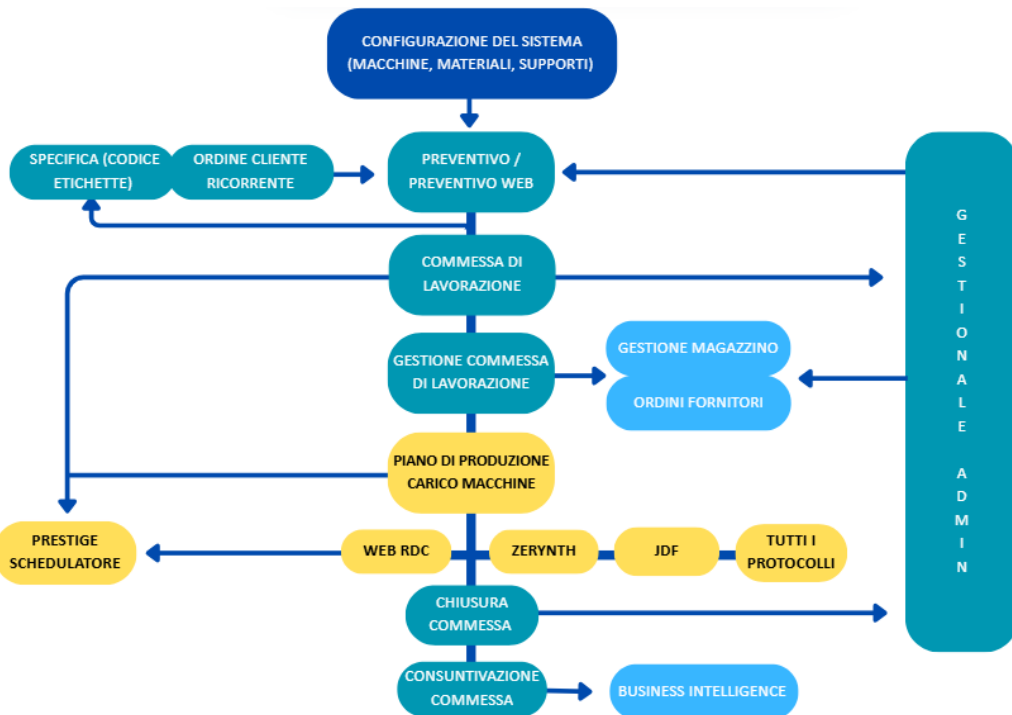 CONFIGURAZIONE DEL SISTEMA
(MACCHINE, MATERIALI, SUPPORTI)
SPECIFICA (CODICE
ETICHETTE)
ORDINE CLIENTE
RICORRENTE
PREVENTIVO /
PREVENTIVO WEB
COMMESSA DI
LAVORAZIONE
GESTIONE COMMESSA
DI LAVORAZIONE
GESTIONE MAGAZZINO
ORDINI FORNITORI
PIANO DI PRODUZIONE
CARICO MACCHINE
PRESTIGE
SCHEDULATORE
WEB RDC
ZERYNTH
JDF
TUTTI I
PROTOCOLLI
CHIUSURA
COMMESSA
CONSUNTIVAZIONE
COMMESSA
BUSINESS INTELLIGENCE
GESTIONALE ADMIN